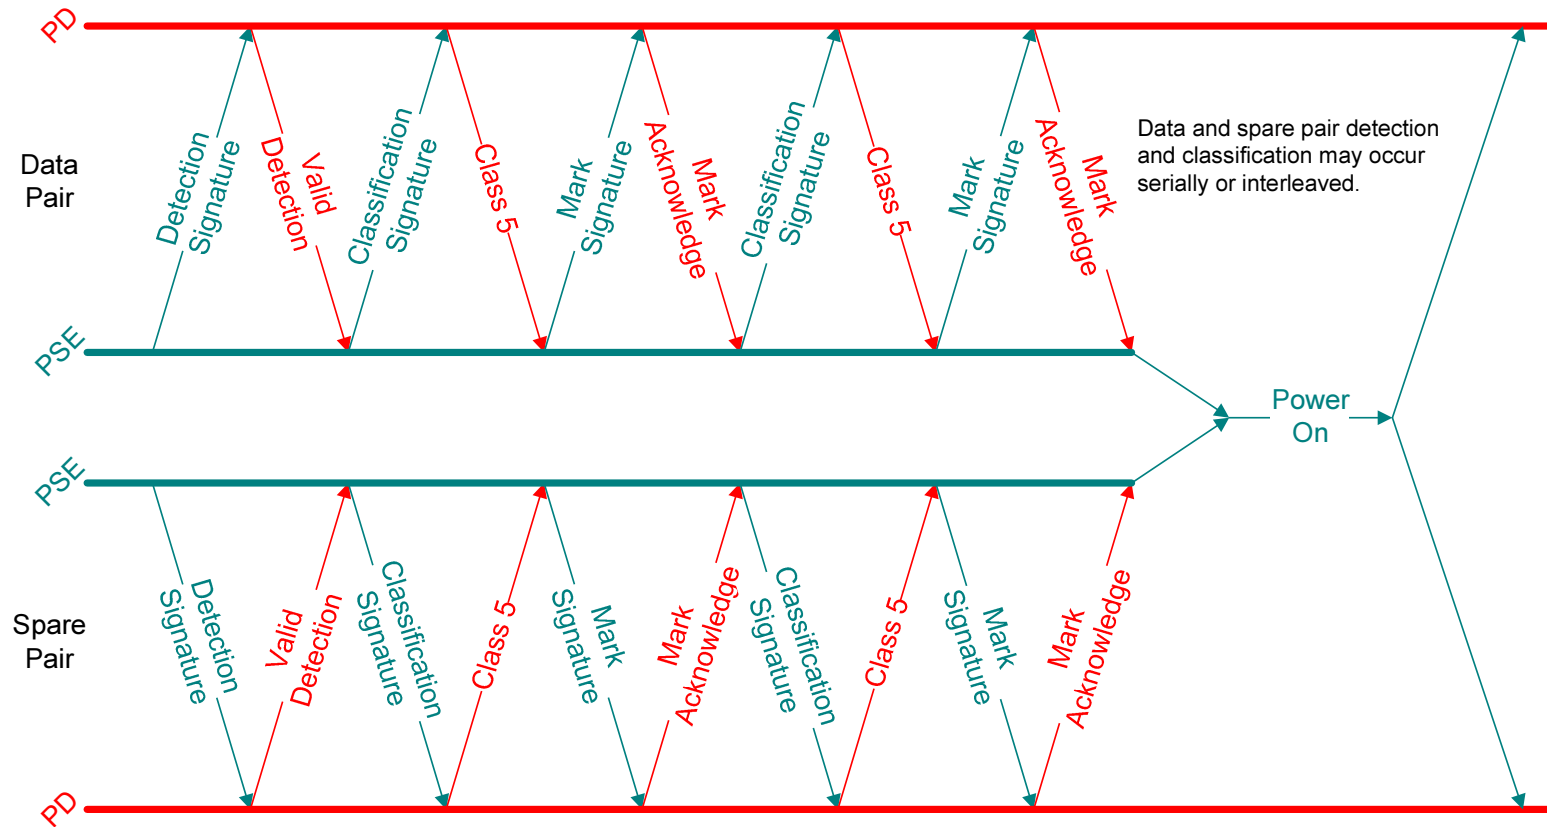 PD
Data
Pair
Detection
Signature
Valid
Detection
Classification
Signature
Class 5
Mark
Signature
Mark
Acknowledge
Classification
Signature
Class 5
Mark
Signature
Mark
Acknowledge
Data and spare pair detection
and classification may occur
serially or interleaved.
PSE
Power
On
PSE
Spare
Pair
Detection
Signature
Valid
Detection
Classification
Signature
Class 5
Mark
Signature
Mark
Acknowledge
Classification
Signature
Class 5
Mark
Signature
Mark
Acknowledge
PD